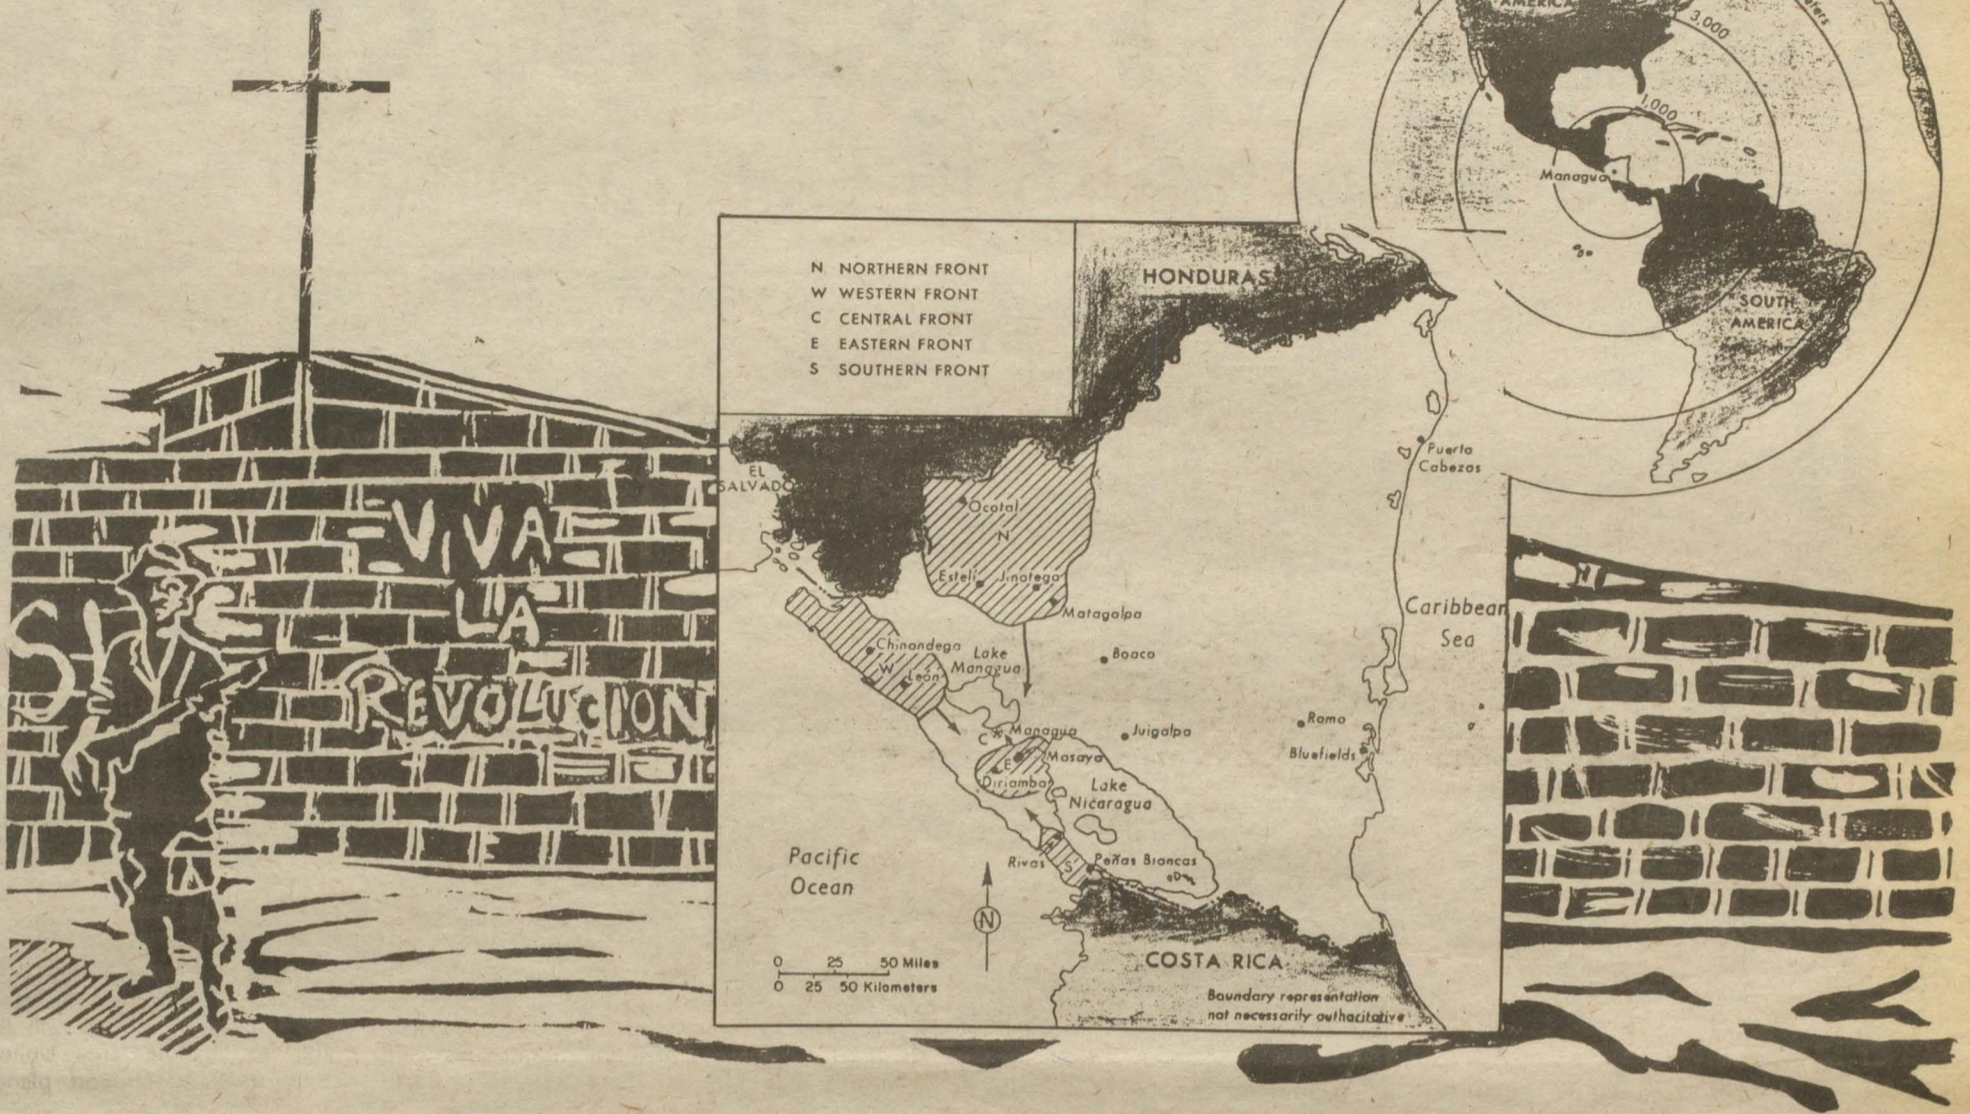 AMERICA
3,000
1,000
Managua
SOUTH
AMERICA
N NORTHERN FRONT
W WESTERN FRONT
C CENTRAL FRONT
E EASTERN FRONT
S SOUTHERN FRONT
HONDURAS
EL
SALVADO
Puerto
Cabezas
Ocotal
N
Estelí
Jinotega
Matagalpa
Caribbean
Sea
Chinandega
W
León
Lake
Managua
Boaco
C
Managua
Juigalpa
Rama
Bluefields
E
Masaya
Diriamba
Lake
Nicaragua
Pacific
Ocean
Rivas
S
Peñas Blancas
N
0 25 50 Miles
0 25 50 Kilometers
COSTA RICA
Boundary representation
not necessarily authoritative
VIVA
LA
REVOLUCION
SI